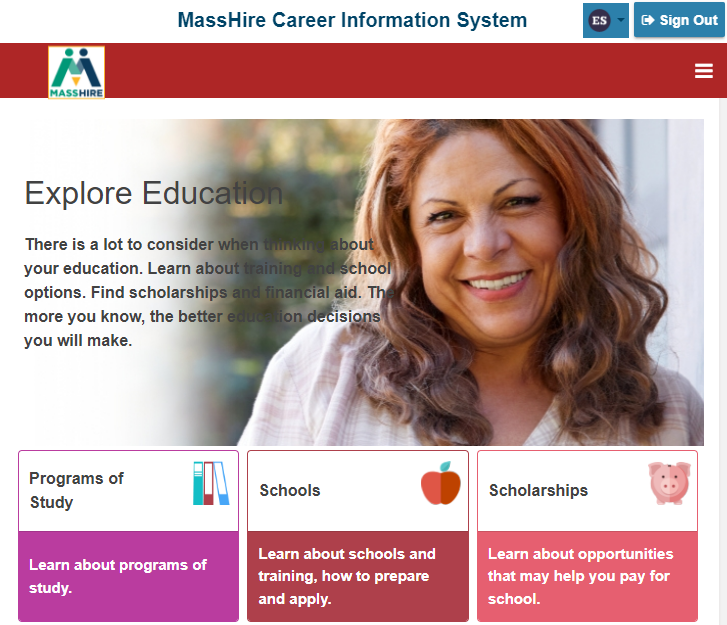 MassHire Career Information System
ES
Sign Out
MASSHIRE
Explore Education
There is a lot to consider when thinking about
your education. Learn about training and school
options. Find scholarships and financial aid. The
more you know, the better education decisions
you will make.
Programs of
Study
Learn about programs of
study.
Schools
Learn about schools and
training, how to prepare
and apply.
Scholarships
Learn about opportunities
that may help you pay for
school.